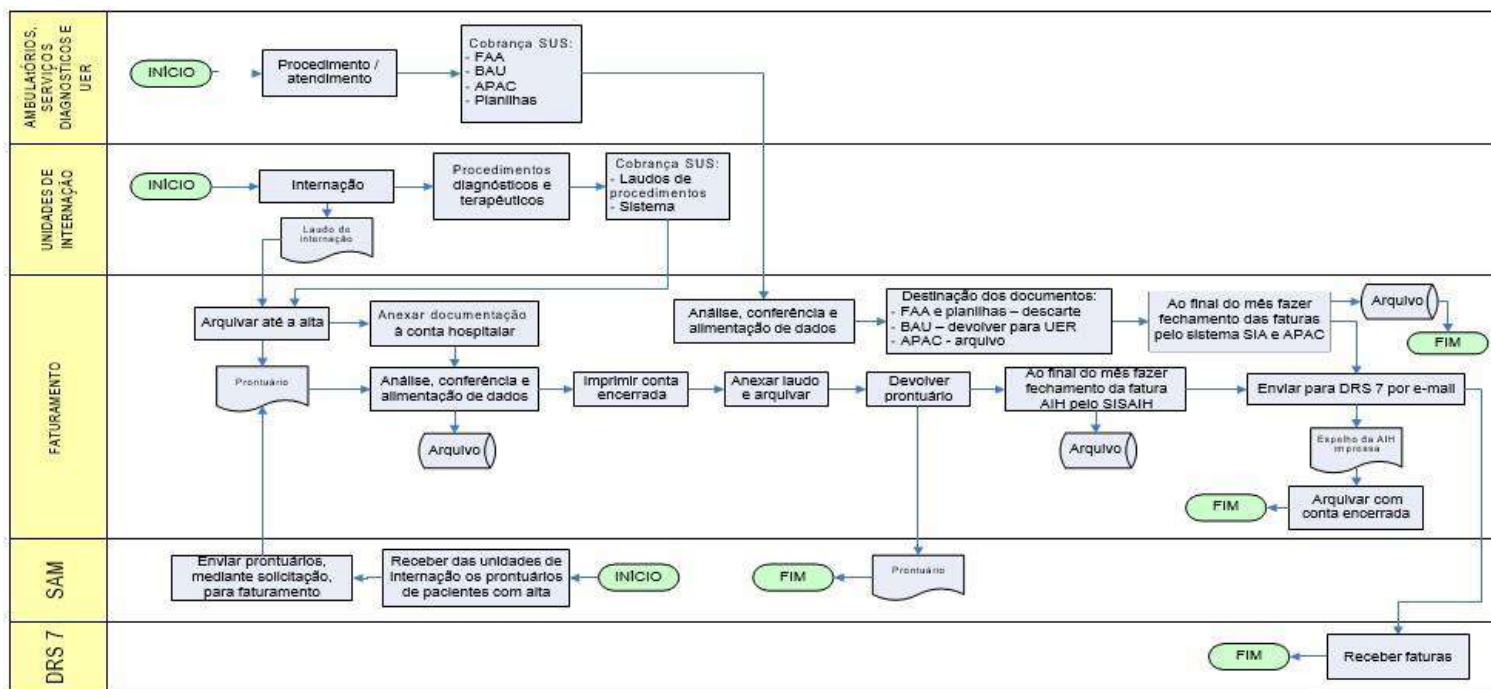 AMBULATÓRIOS,
SERVIÇOS
DIAGNOSTICOS E
UER
INÍCIO
Procedimento /
atendimento
Cobrança SUS:
- FAA
- BAU
- APAC
- Planilhas
UNIDADES DE
INTERNAÇÃO
INÍCIO
Internação
Procedimentos
diagnósticos e
terapêuticos
Cobrança SUS:
- Laudos de
procedimentos
- Sistema
Laudo de
internação
FATURAMENTO
Arquivar até a alta
Anexar documentação
à conta hospitalar
Análise, conferência e
alimentação de dados
Destinação dos documentos:
- FAA e planilhas – descarte
- BAU – devolver para UER
- APAC - arquivo
Ao final do mês fazer
fechamento das faturas
pelo sistema SIA e APAC
Arquivo
FIM
Prontuário
Análise, conferência e
alimentação de dados
Imprimir conta
encerrada
Anexar laudo
e arquivar
Devolver
prontuário
Ao final do mês fazer
fechamento da fatura
AIH pelo SISAIH
Enviar para DRS 7 por e-mail
Arquivo
Arquivo
Espelho da AIH
impressa
FIM
Arquivar com
conta encerrada
SAM
Enviar prontuários,
mediante solicitação,
para faturamento
Receber das unidades de
internação os prontuários
de pacientes com alta
INÍCIO
FIM
Prontuário
DRS 7
FIM
Receber faturas